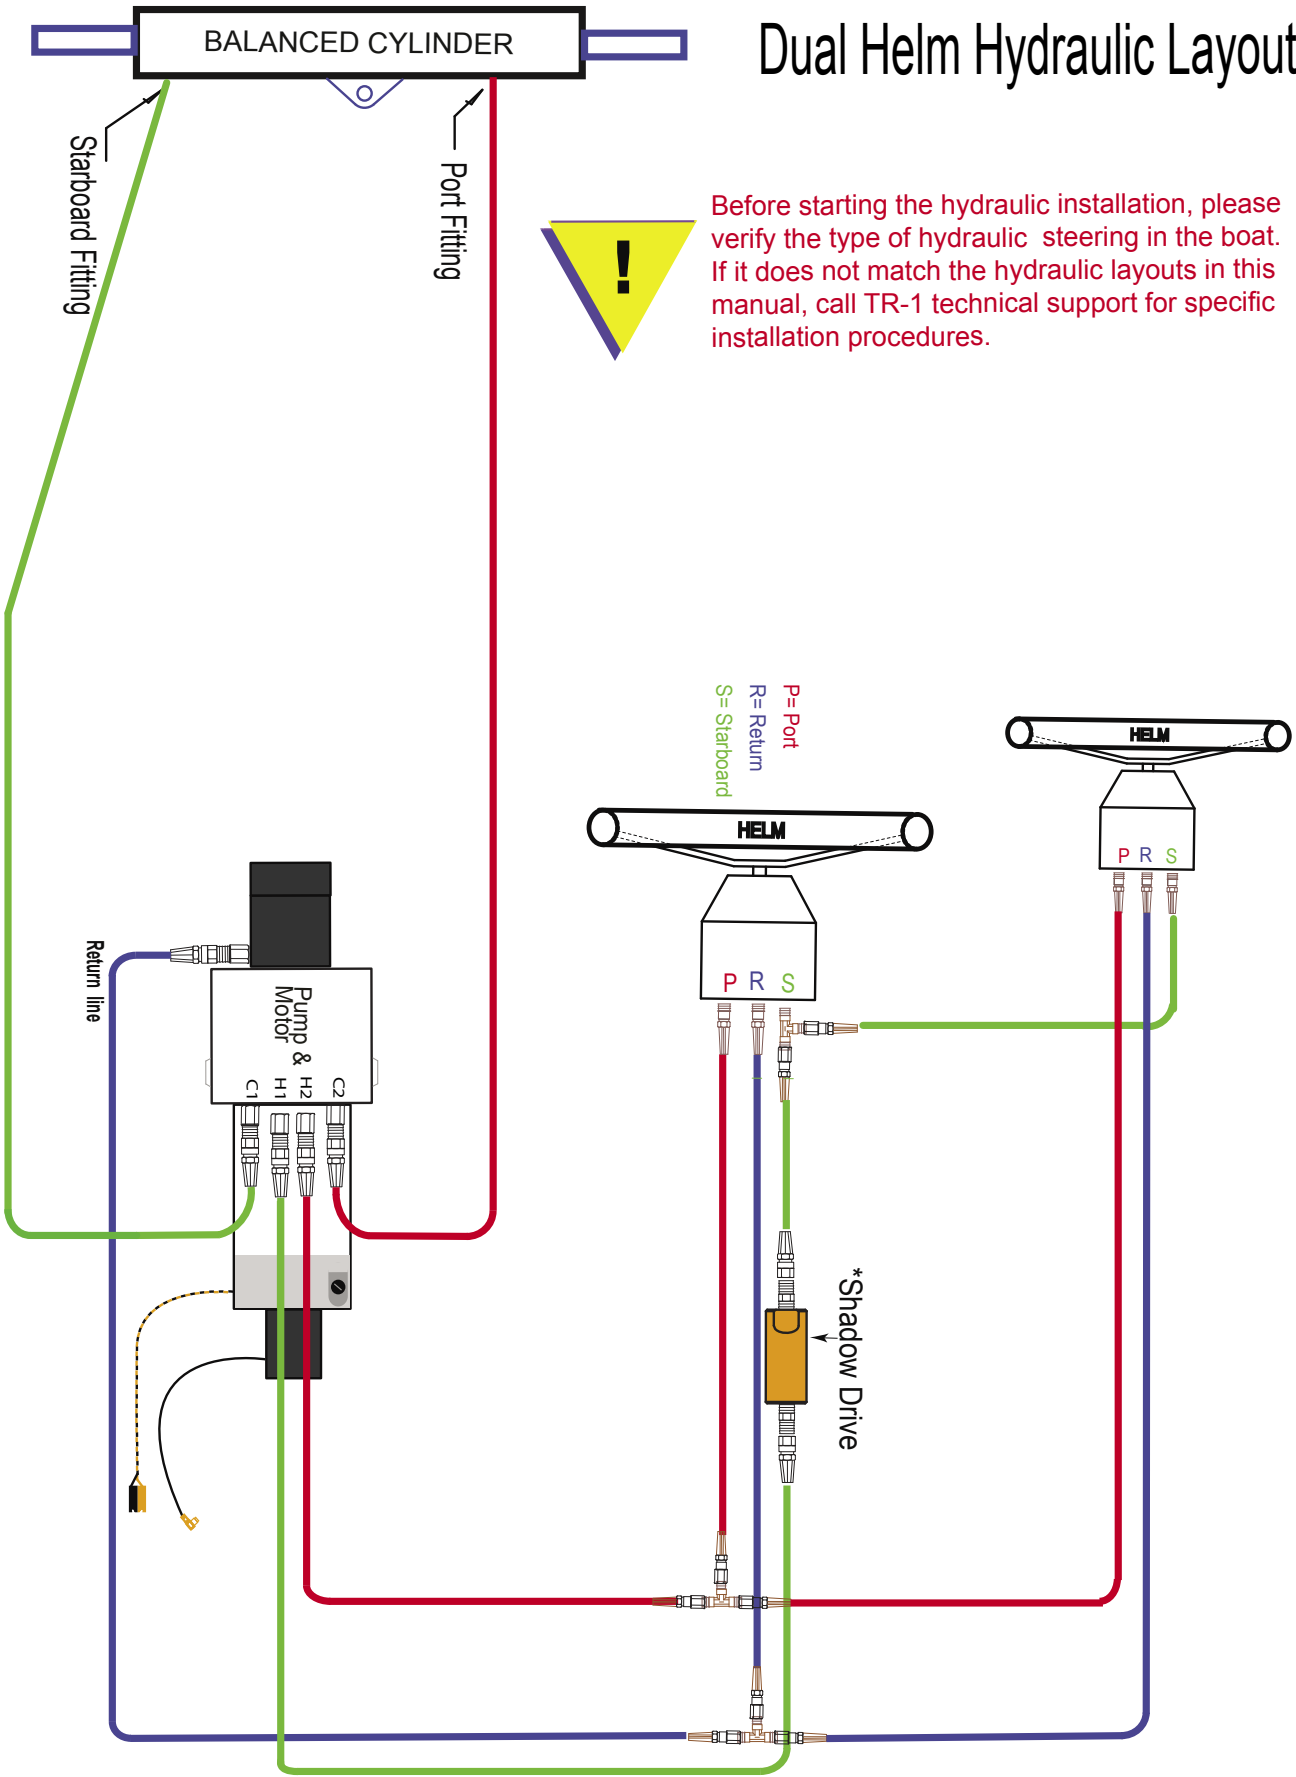 Dual Helm Hydraulic Layout
BALANCED CYLINDER
Starboard Fitting
Port Fitting
!
Before starting the hydraulic installation, please
verify the type of hydraulic steering in the boat.
If it does not match the hydraulic layouts in this
manual, call TR-1 technical support for specific
installation procedures.
P= Port
R= Return
S= Starboard
HELM
P R S
HELM
P R S
Return line
Pump &
Motor
C1
H1
H2
C2
*Shadow Drive